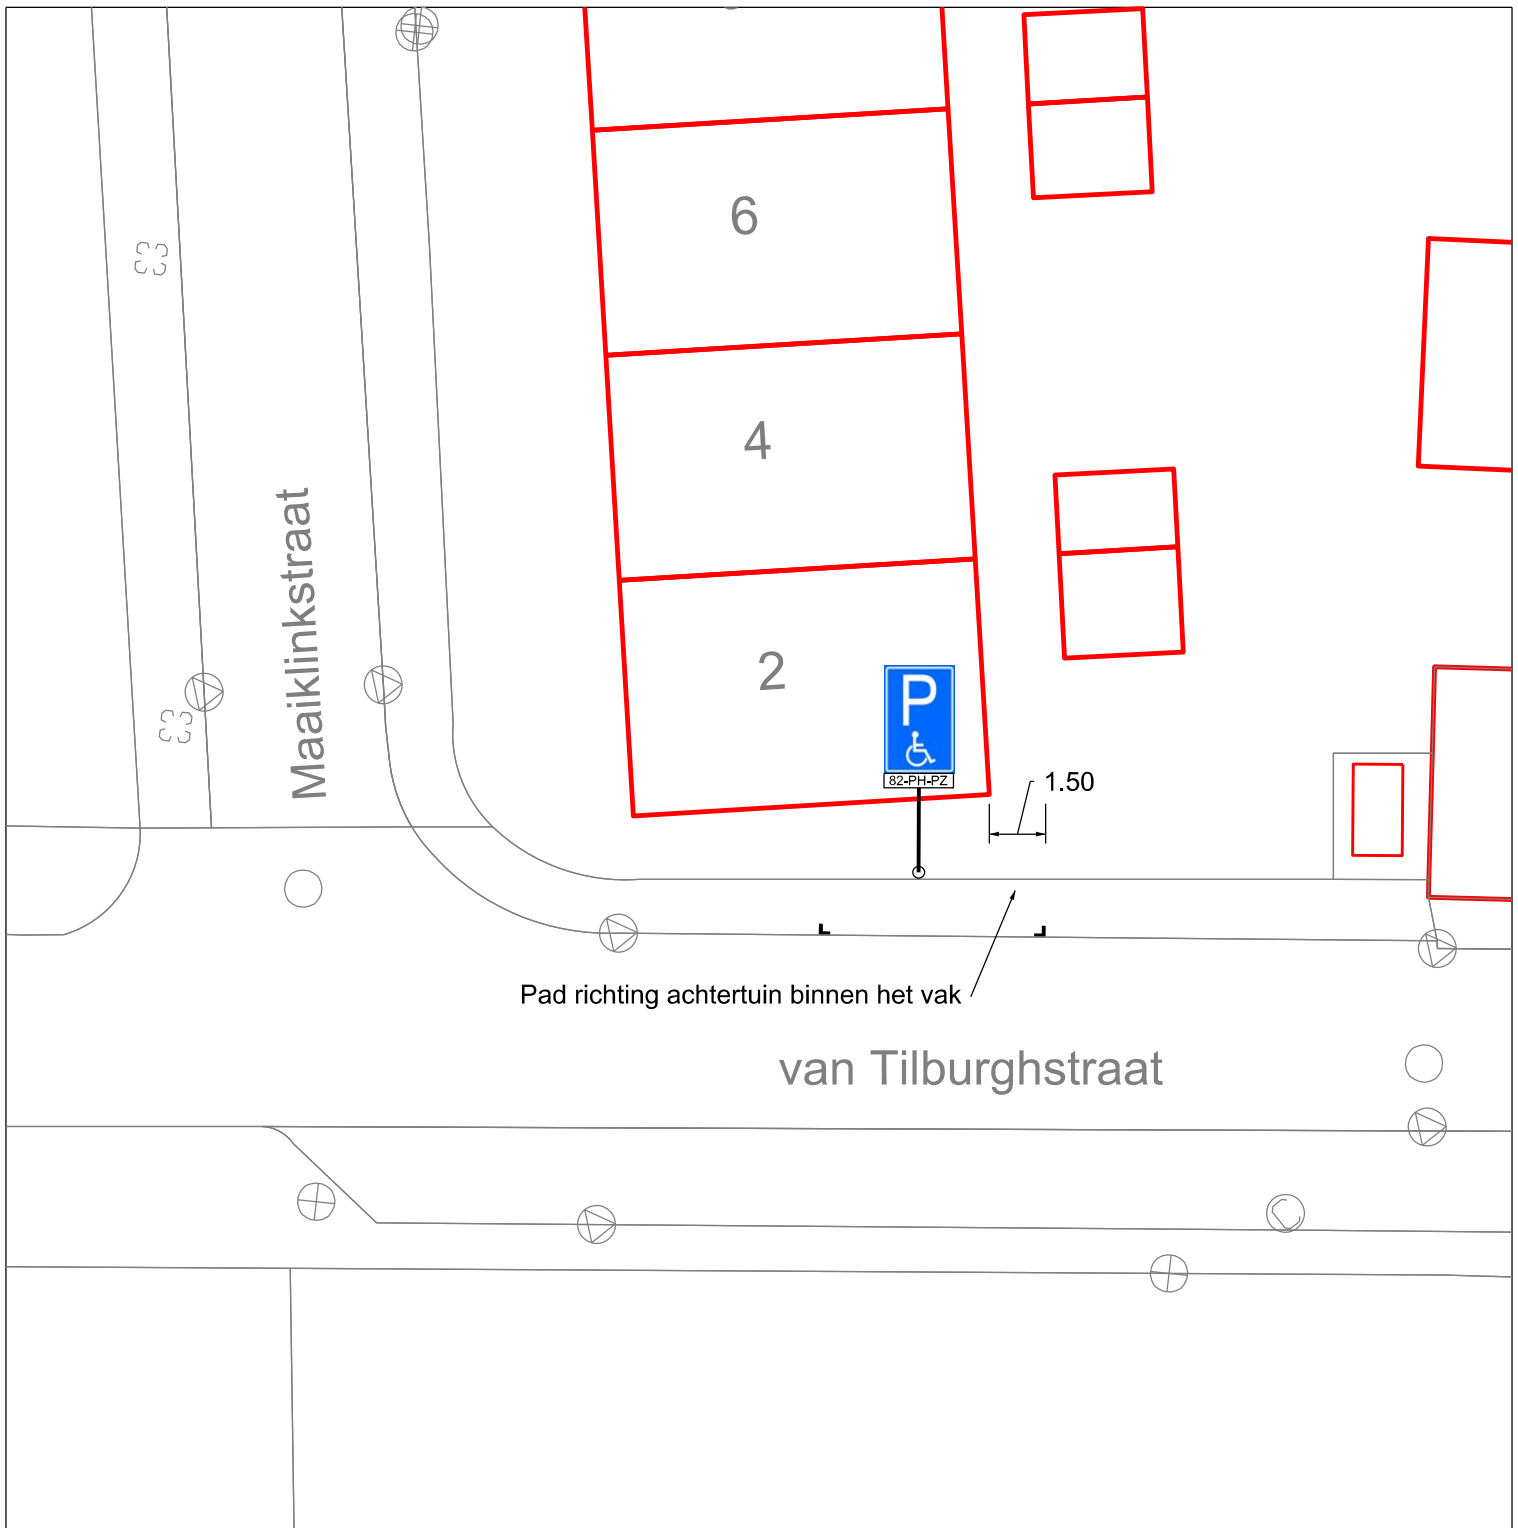 6
4
Maaiklinkstraat
2
P
82-PH-PZ
1.50
Pad richting achtertuin binnen het vak
van Tilburghstraat